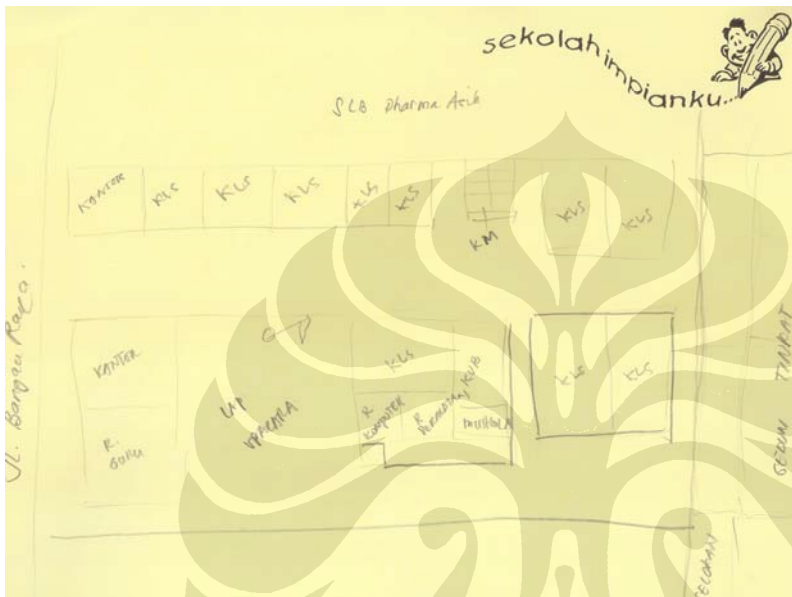 sekolah impianku...
SLB Dharma Asih
KANTOR
KLS
KLS
KLS
KLS
KLS
KM
KLS
KLS
JL. Bangau Raya.
KANTOR
R.
GURU
LAP
UPACARA
KLS
R.
KOMPUTER
R.
MUSHOLA
KLS
KLS
SELOKAN